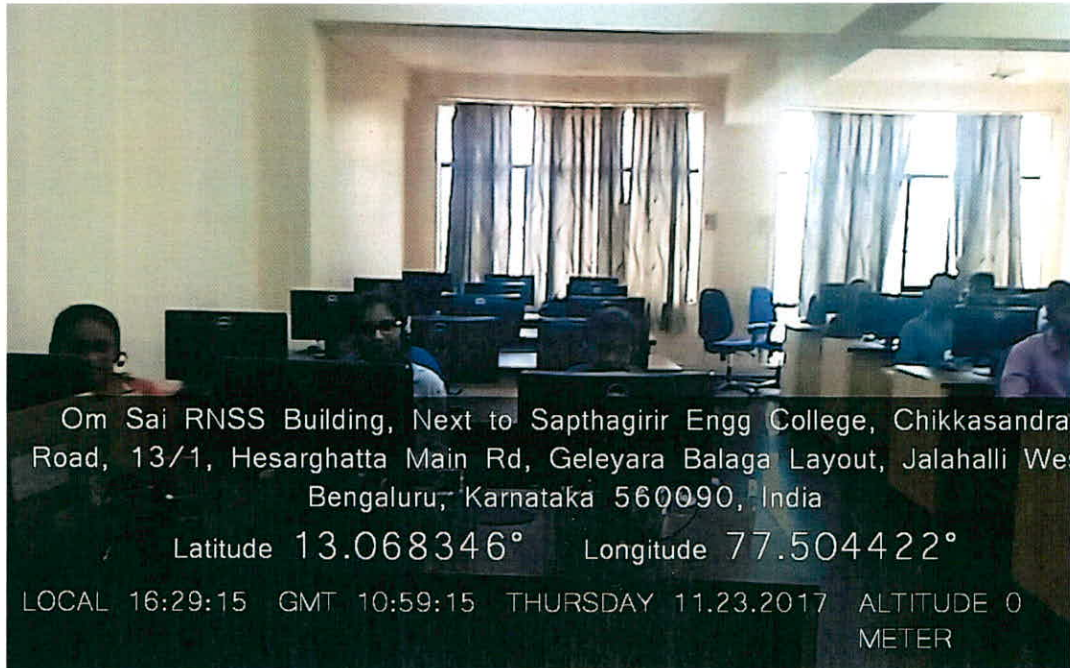 Om Sai RNSS Building, Next to Sapthagirir Engg College, Chikkasandra
Road, 13/1, Hesarghatta Main Rd, Geleyara Balaga Layout, Jalahalli Wes
Bengaluru, Karnataka 560090, India
Latitude 13.068346° Longitude 77.504422°
LOCAL 16:29:15 GMT 10:59:15 THURSDAY 11.23.2017 ALTITUDE 0
METER